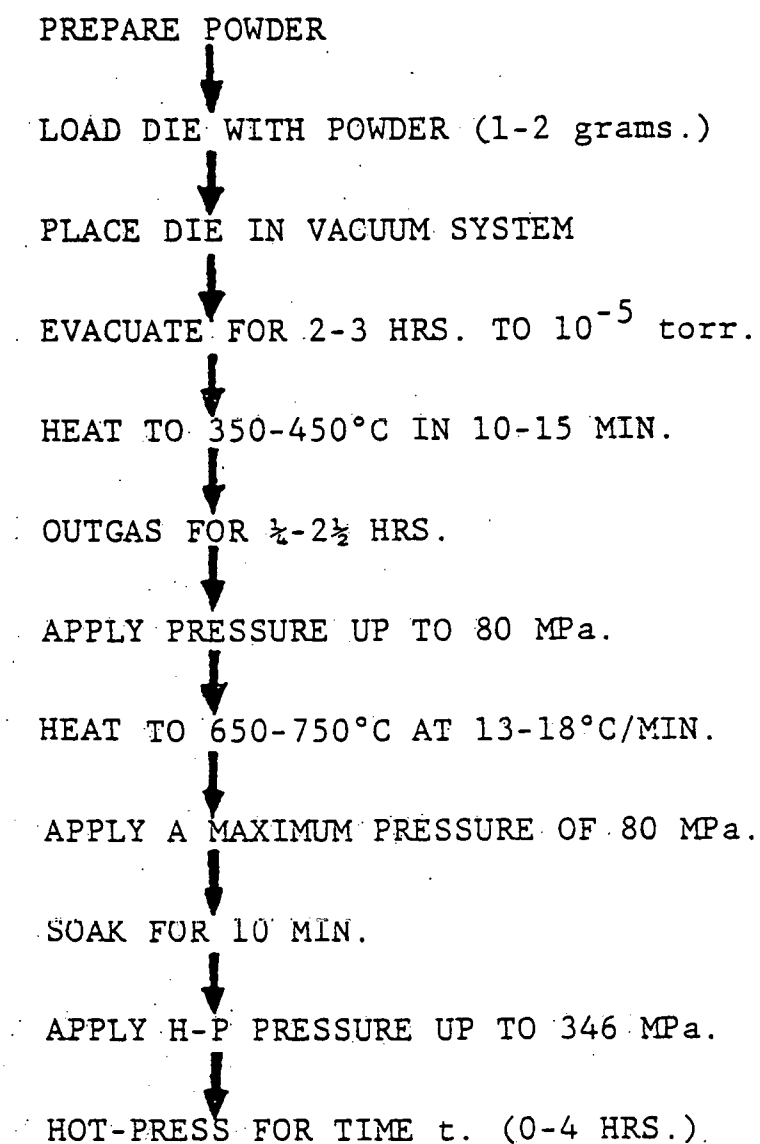 PREPARE POWDER
LOAD DIE WITH POWDER (1-2 grams.)
PLACE DIE IN VACUUM SYSTEM
EVACUATE FOR 2-3 HRS. TO 10⁻⁵ torr.
HEAT TO 350-450°C IN 10-15 MIN.
OUTGAS FOR ¼-2½ HRS.
APPLY PRESSURE UP TO 80 MPa.
HEAT TO 650-750°C AT 13-18°C/MIN.
APPLY A MAXIMUM PRESSURE OF 80 MPa.
SOAK FOR 10 MIN.
APPLY H-P PRESSURE UP TO 346 MPa.
HOT-PRESS FOR TIME t. (0-4 HRS.)